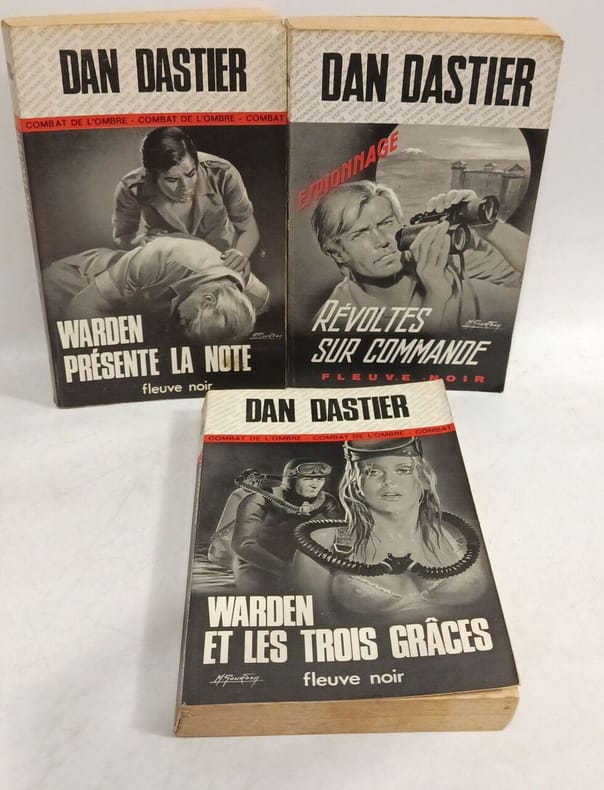 DAN DASTIER
COMBAT DE L'OMBRE - COMBAT DE L'OMBRE - COMBAT
WARDEN
PRÉSENTE LA NOTE
fleuve noir
DAN DASTIER
ESPIONNAGE
RÉVOLTES
SUR COMMANDE
FLEUVE NOIR
DAN DASTIER
COMBAT DE L'OMBRE - COMBAT DE L'OMBRE - COMBAT
WARDEN
ET LES TROIS GRÂCES
M. Gourdon
fleuve noir